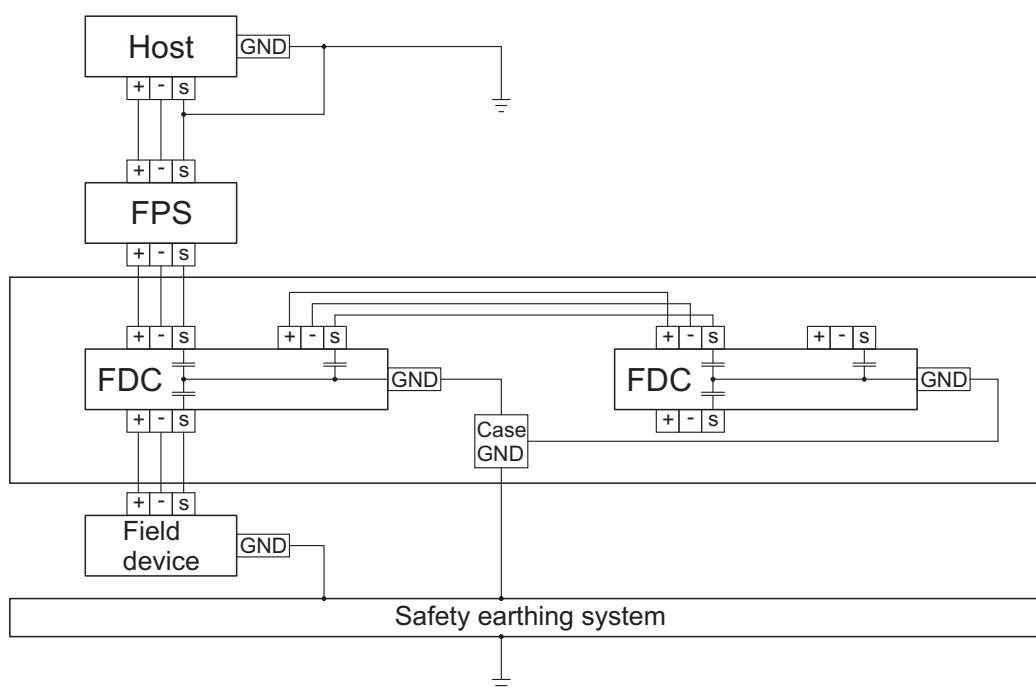 Host GND
+ - s
+ - s
FPS
+ - s
+ - s + - s + - s + - s
FDC GND FDC GND
+ - s + - s
Case
GND
+ - s
Field
device
GND
Safety earthing system